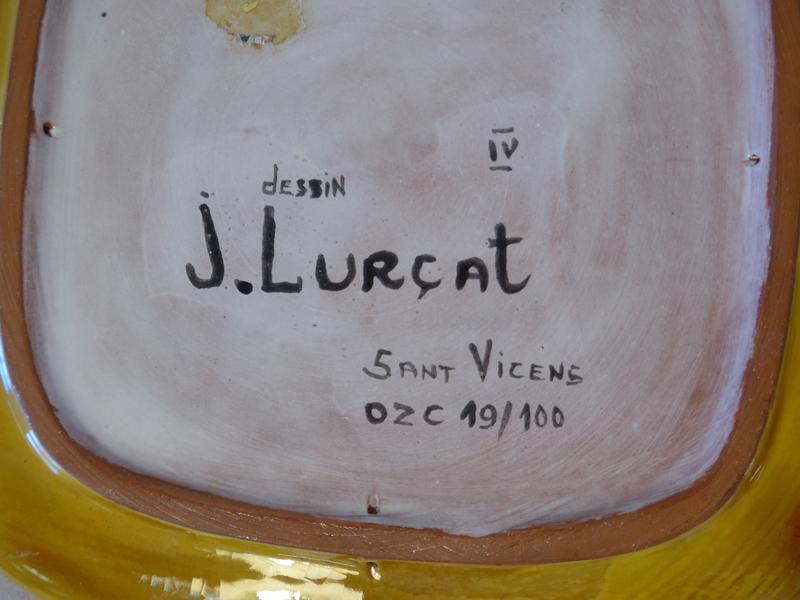 IV
dESSiN
J. LURÇAt
SANT VICENS
OZC 19/100